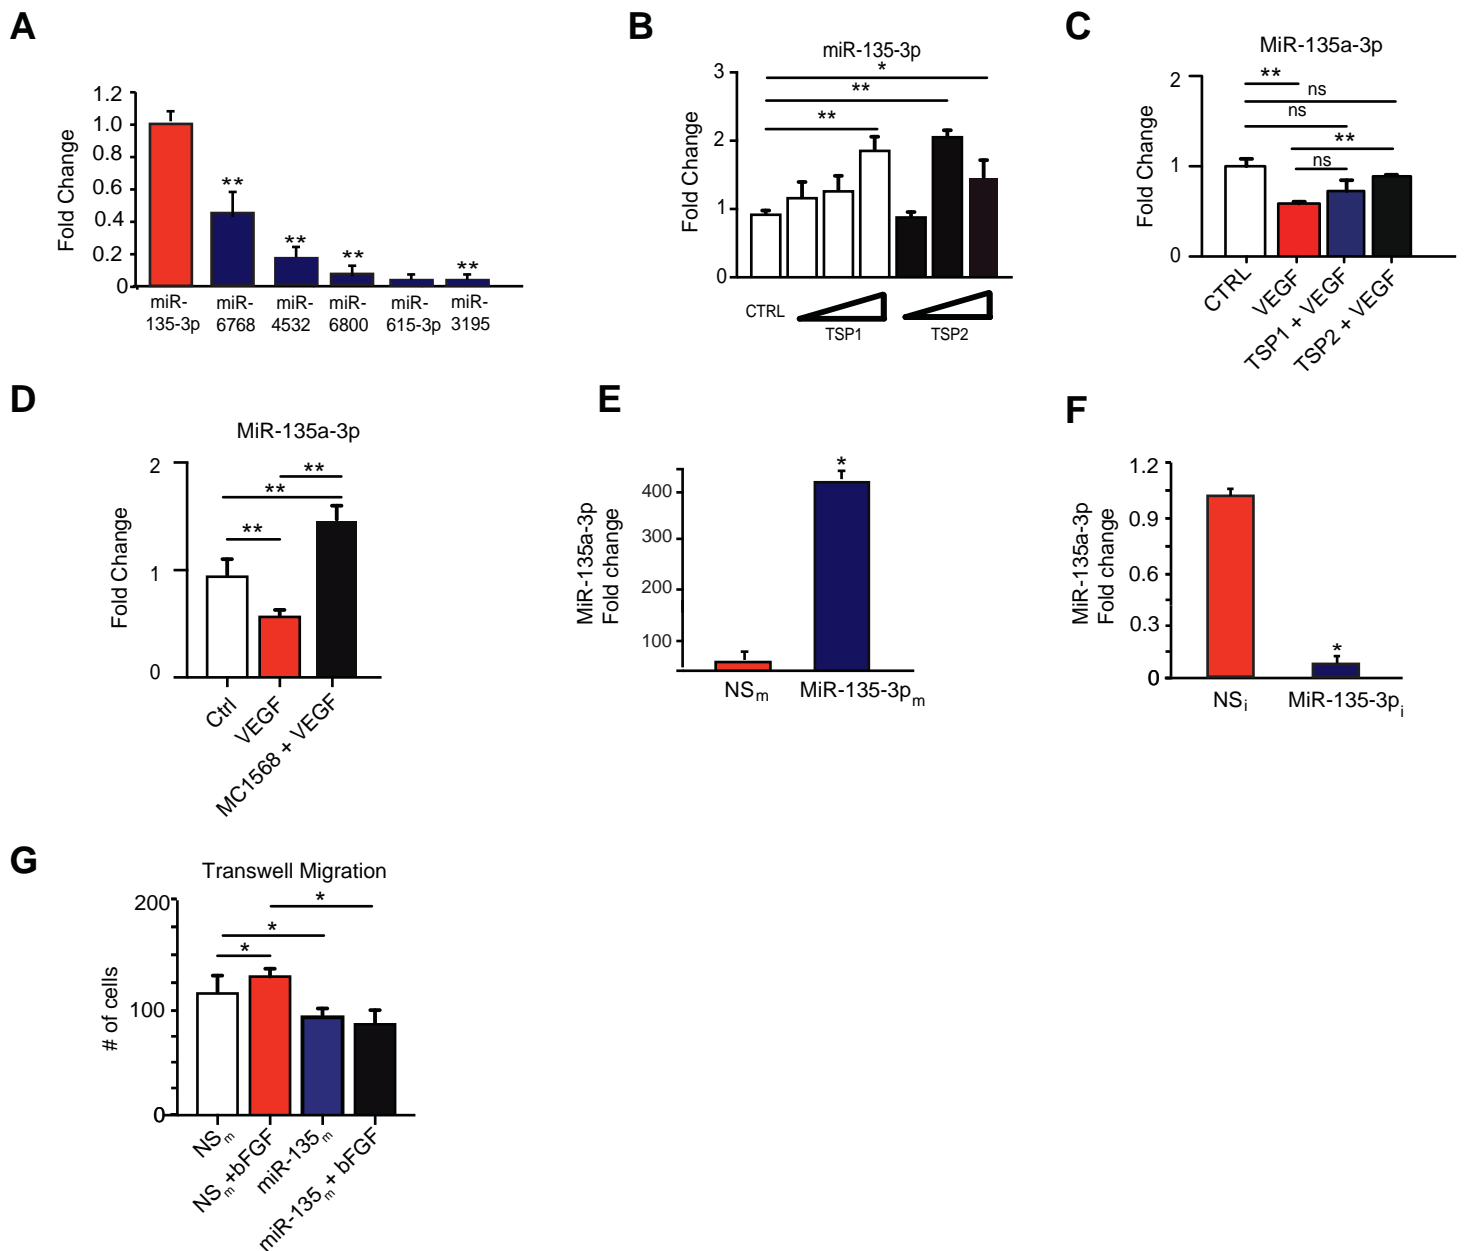 A
1.2
1.0
0.8
0.6
0.4
0.2
0
Fold Change
**
**
**
**
miR-
135-3p
miR-
6768
miR-
4532
miR-
6800
miR-
615-3p
miR-
3195
B
miR-135-3p
3
2
1
0
Fold Change
*
**
**
CTRL
TSP1
TSP2
C
MiR-135a-3p
2
1
0
Fold Change
**
ns
ns
**
ns
CTRL
VEGF
TSP1 + VEGF
TSP2 + VEGF
D
MiR-135a-3p
2
1
0
Fold Change
**
**
**
Ctrl
VEGF
MC1568 + VEGF
E
MiR-135a-3p
Fold change
400
300
200
100
*
NSm
MiR-135-3pm
F
MiR-135a-3p
Fold change
1.2
0.9
0.6
0.3
0
*
NSi
MiR-135-3pi
G
Transwell Migration
200
100
0
# of cells
*
*
*
NSm
NSm+bFGF
miR-135m
miR-135m+ bFGF